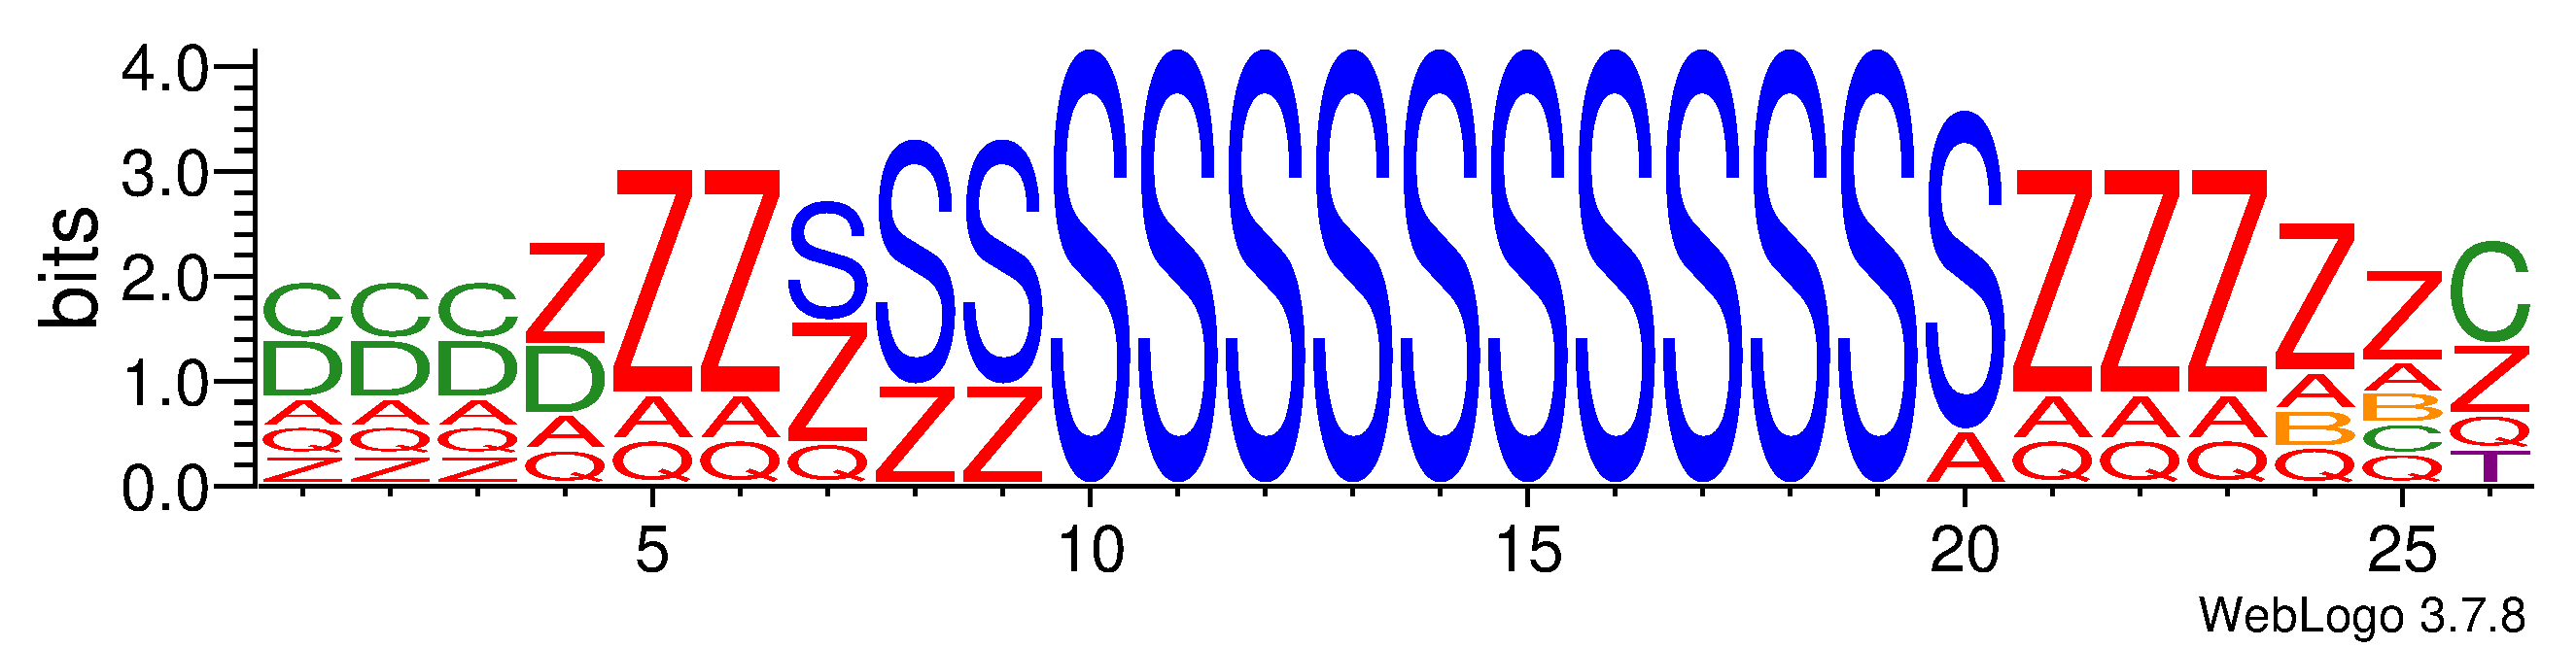 bits
4.0
3.0
2.0
1.0
0.0
C C C Z Z Z S S S S S S S S S S S S S S Z Z Z Z Z C
D D D D A A Z Z Z A A A A A A Z
A A A A Q Q Q Q Q Q B B Q
Q Q Q Q Q C T
Z Z Z Q
5 10 15 20 25
WebLogo 3.7.8